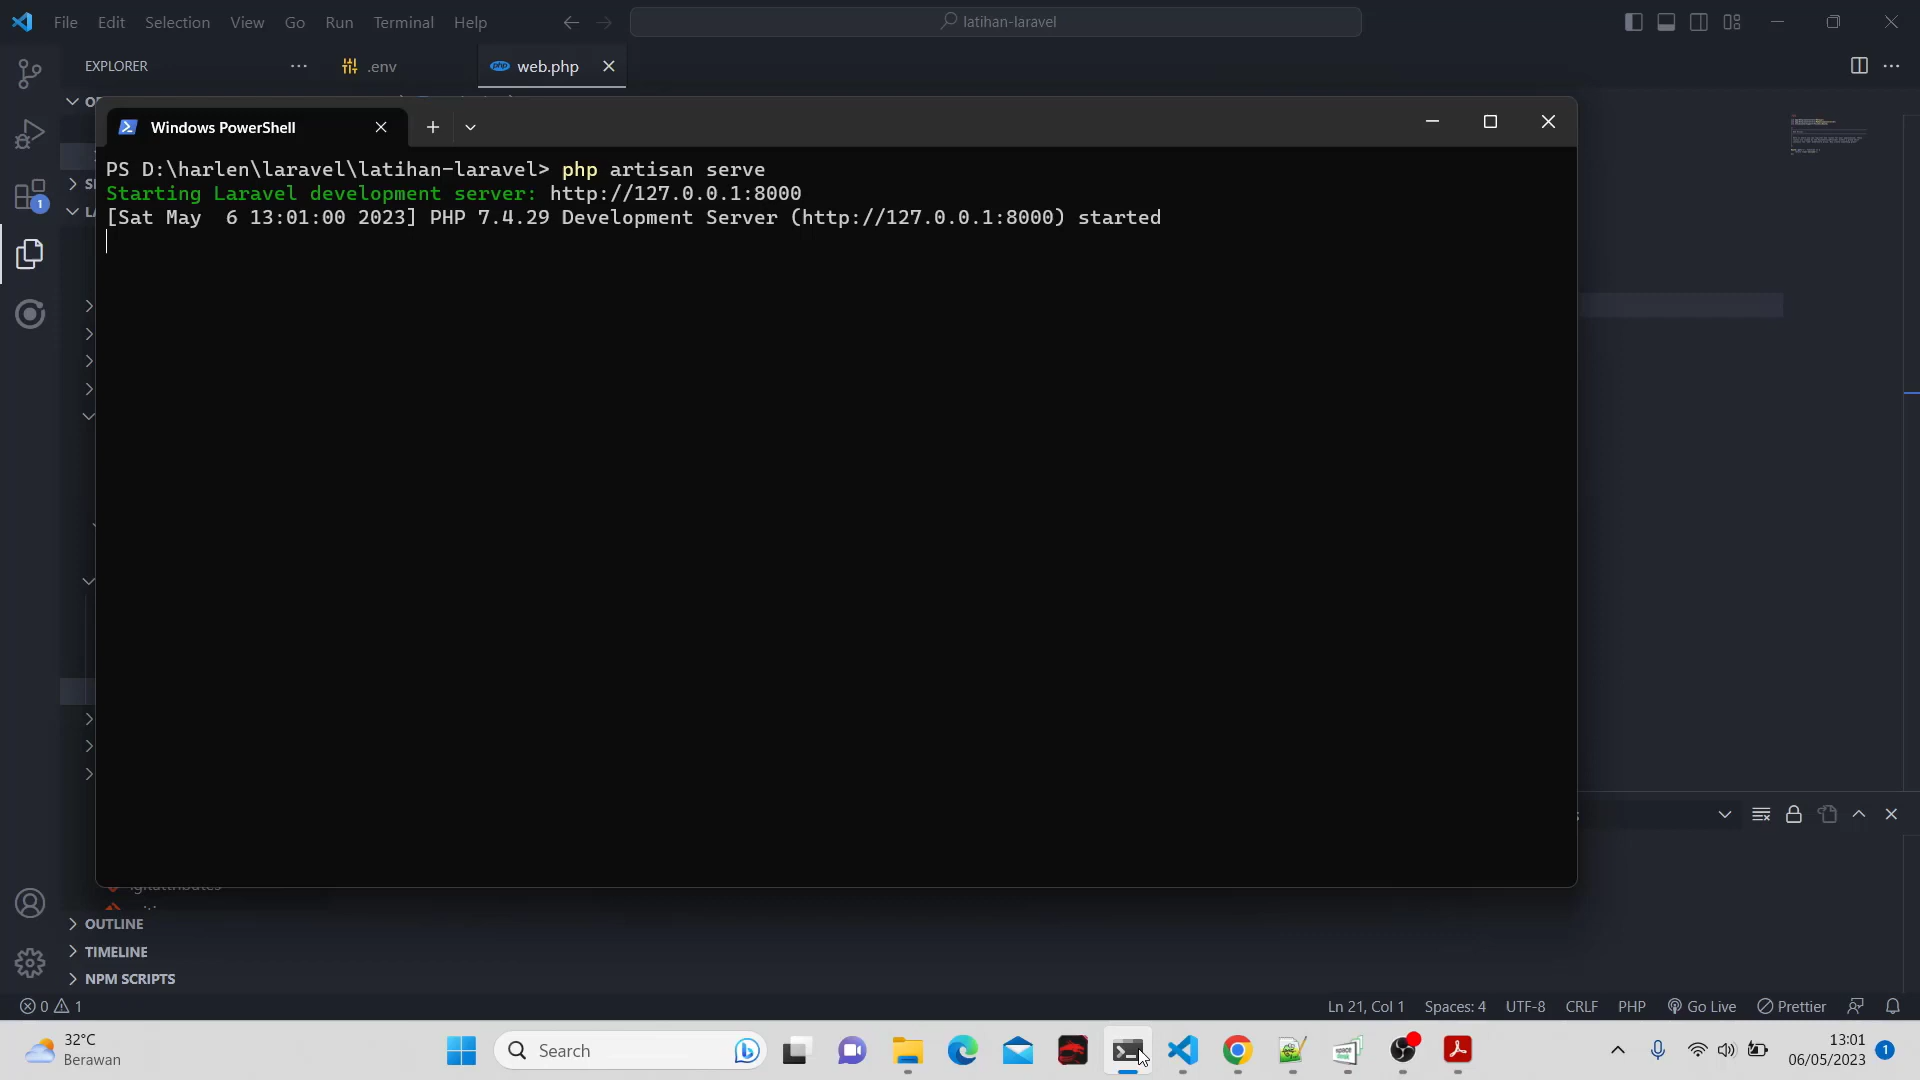 File Edit Selection View Go Run Terminal Help
latihan-laravel
EXPLORER
.env
web.php
Windows PowerShell
PS D:\harlen\laravel\latihan-laravel> php artisan serve
Starting Laravel development server: http://127.0.0.1:8000
[Sat May  6 13:01:00 2023] PHP 7.4.29 Development Server (http://127.0.0.1:8000) started
1
OUTLINE
TIMELINE
NPM SCRIPTS
0 1
Ln 21, Col 1 Spaces: 4 UTF-8 CRLF PHP Go Live Prettier
32°C
Berawan
Search
13:01
06/05/2023
1